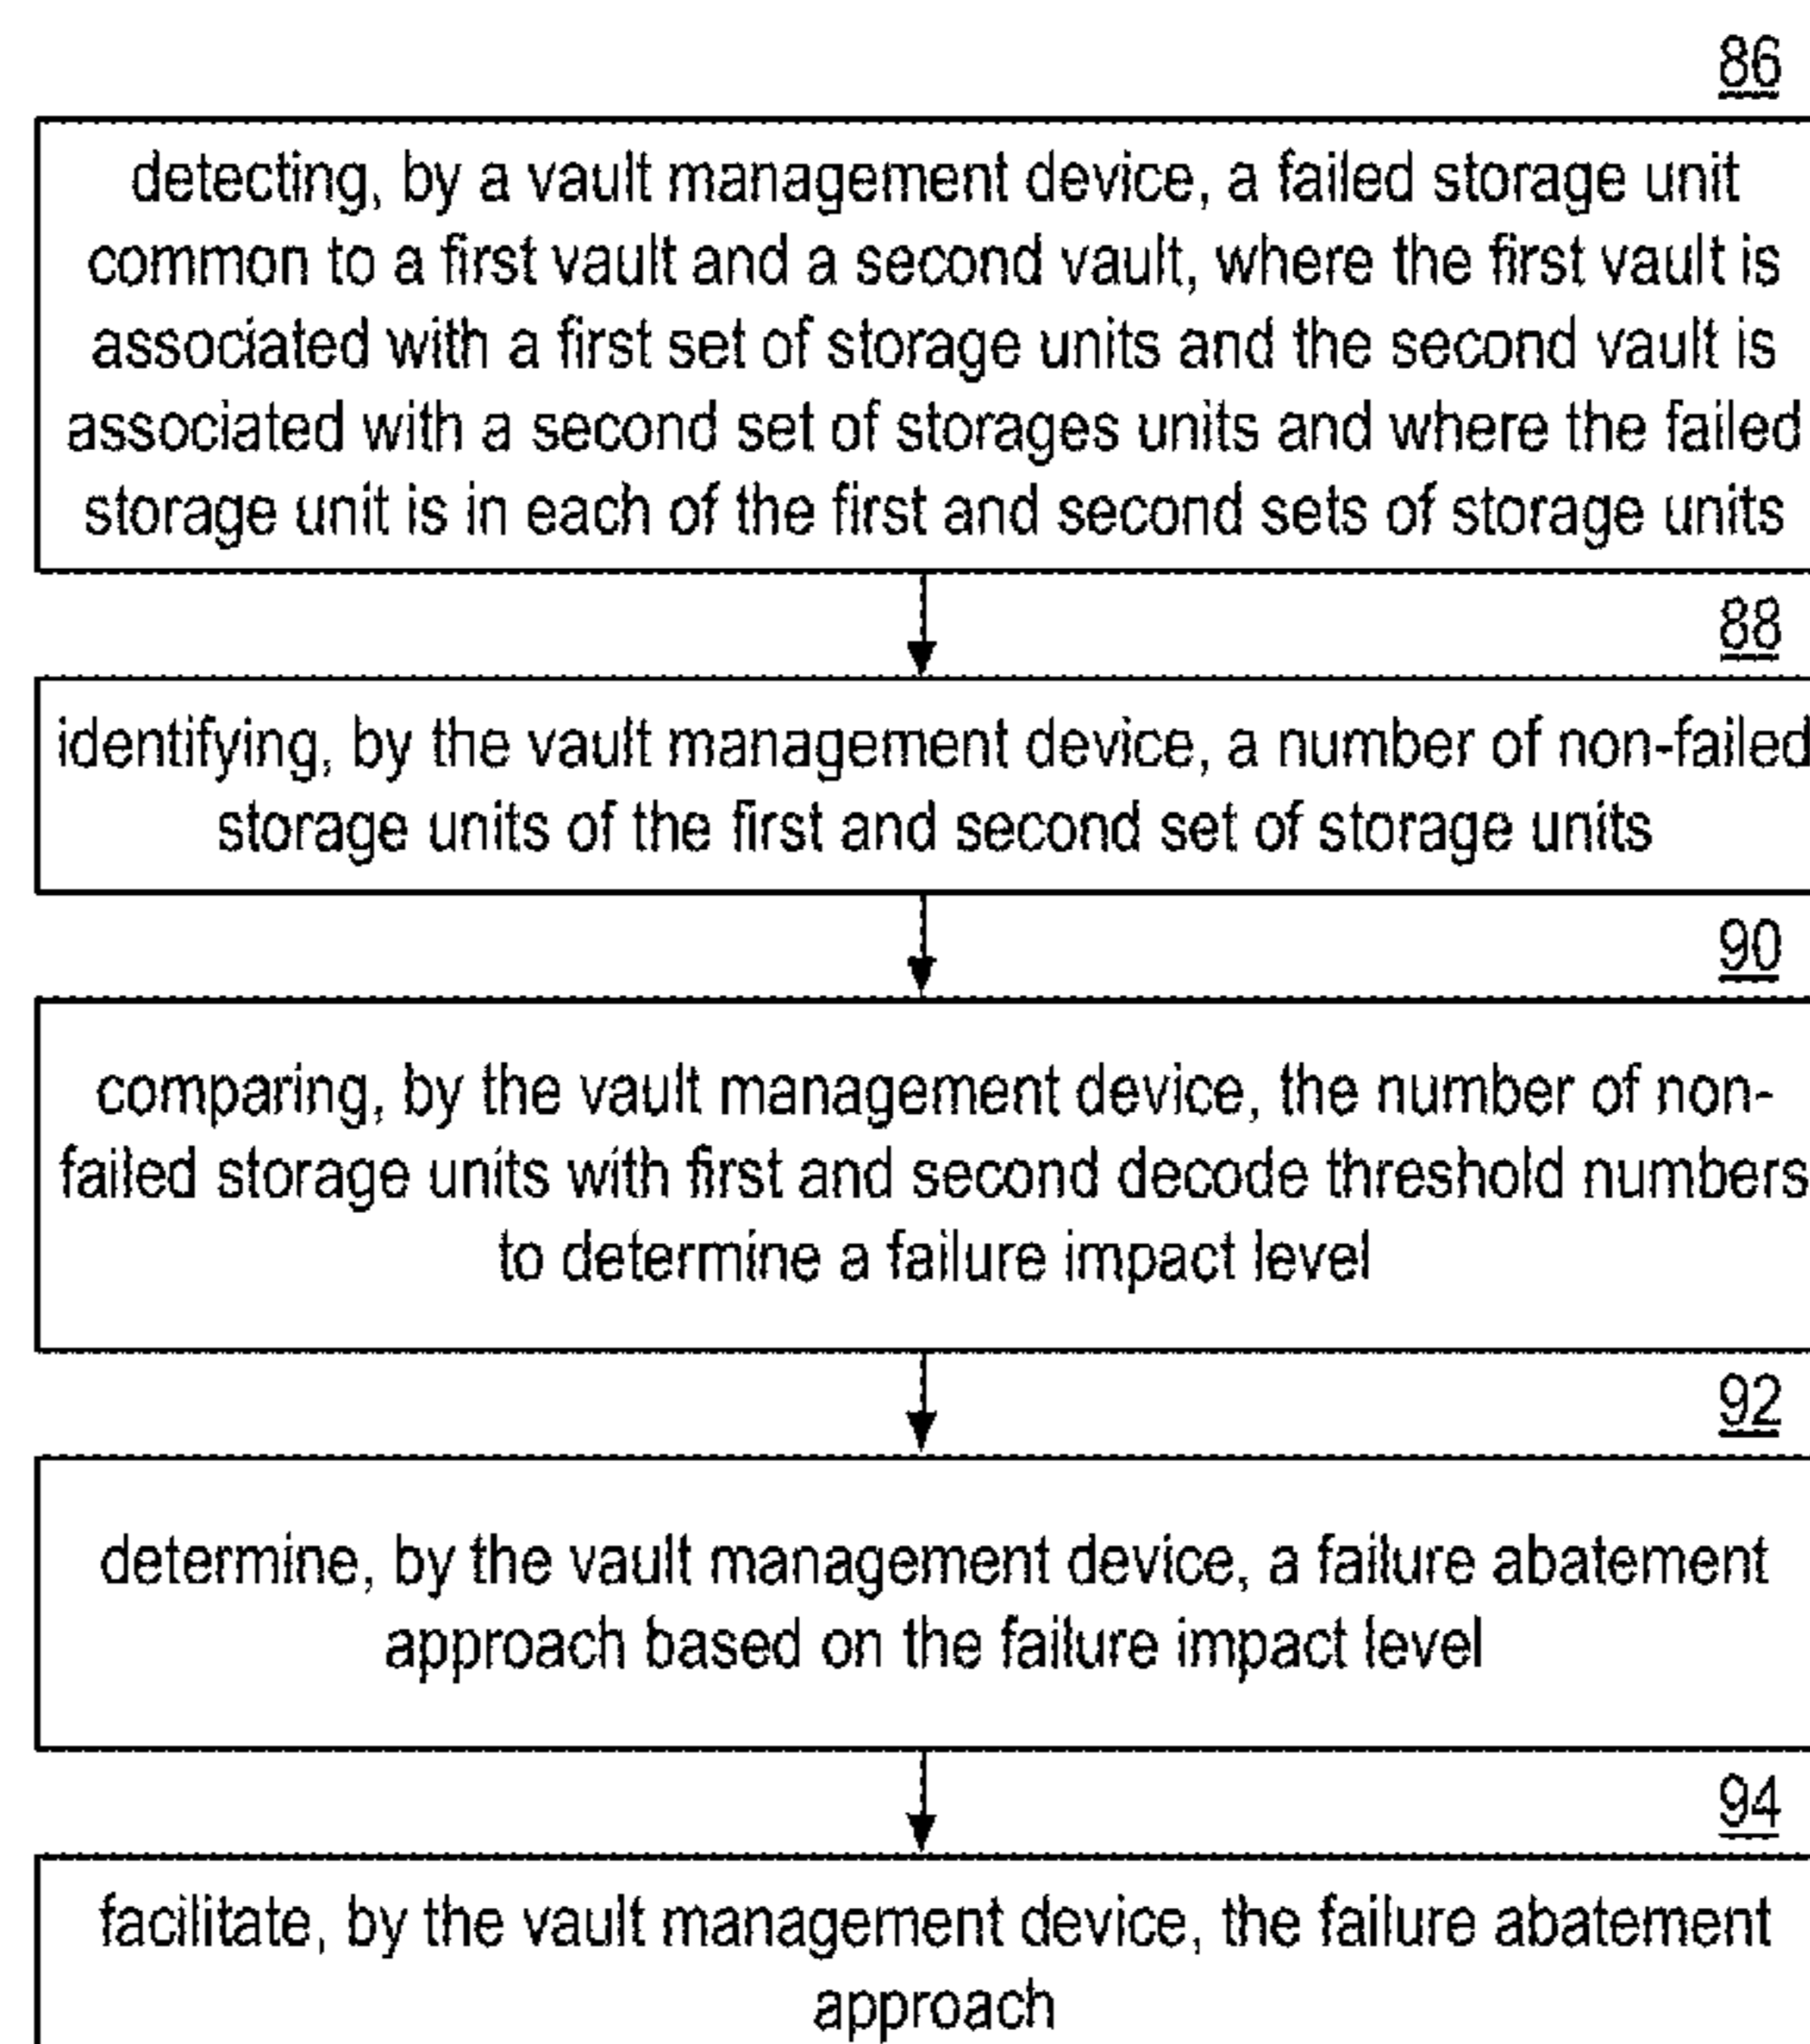 86
detecting, by a vault management device, a failed storage unit
common to a first vault and a second vault, where the first vault is
associated with a first set of storage units and the second vault is
associated with a second set of storages units and where the failed
storage unit is in each of the first and second sets of storage units
88
identifying, by the vault management device, a number of non-failed
storage units of the first and second set of storage units
90
comparing, by the vault management device, the number of non-
failed storage units with first and second decode threshold numbers
to determine a failure impact level
92
determine, by the vault management device, a failure abatement
approach based on the failure impact level
94
facilitate, by the vault management device, the failure abatement
approach